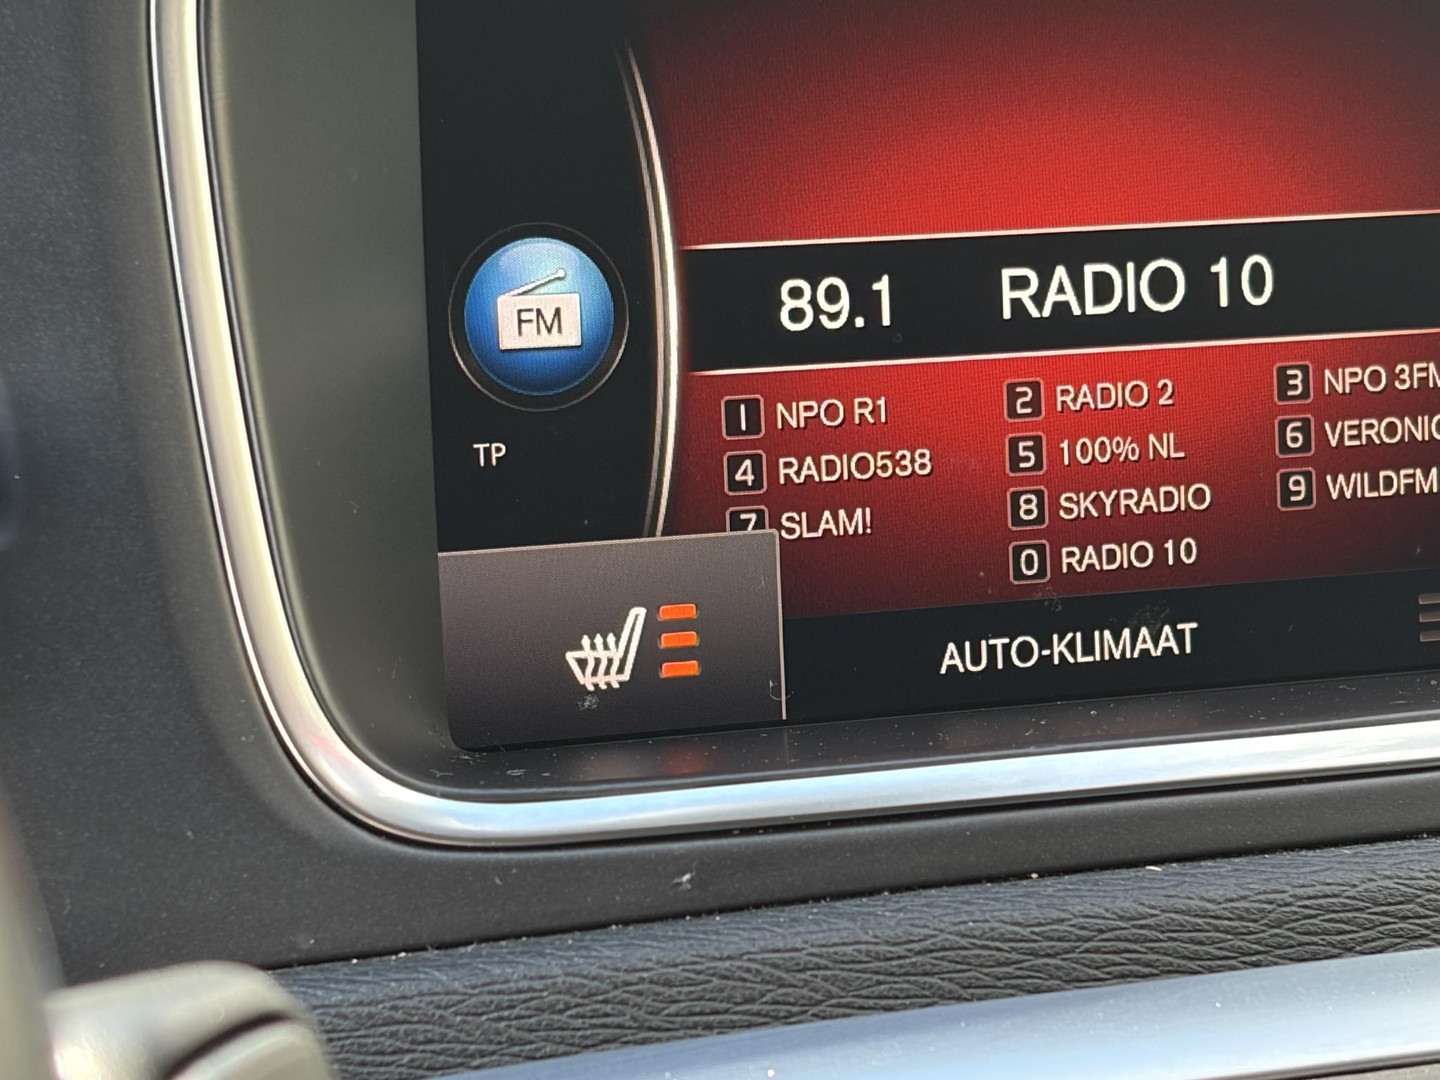 89.1 RADIO 10
FM
1 NPO R1 2 RADIO 2 3 NPO 3FM
TP
4 RADIO538 5 100% NL 6 VERONIC
7 SLAM! 8 SKYRADIO 9 WILDFM
0 RADIO 10
AUTO-KLIMAAT